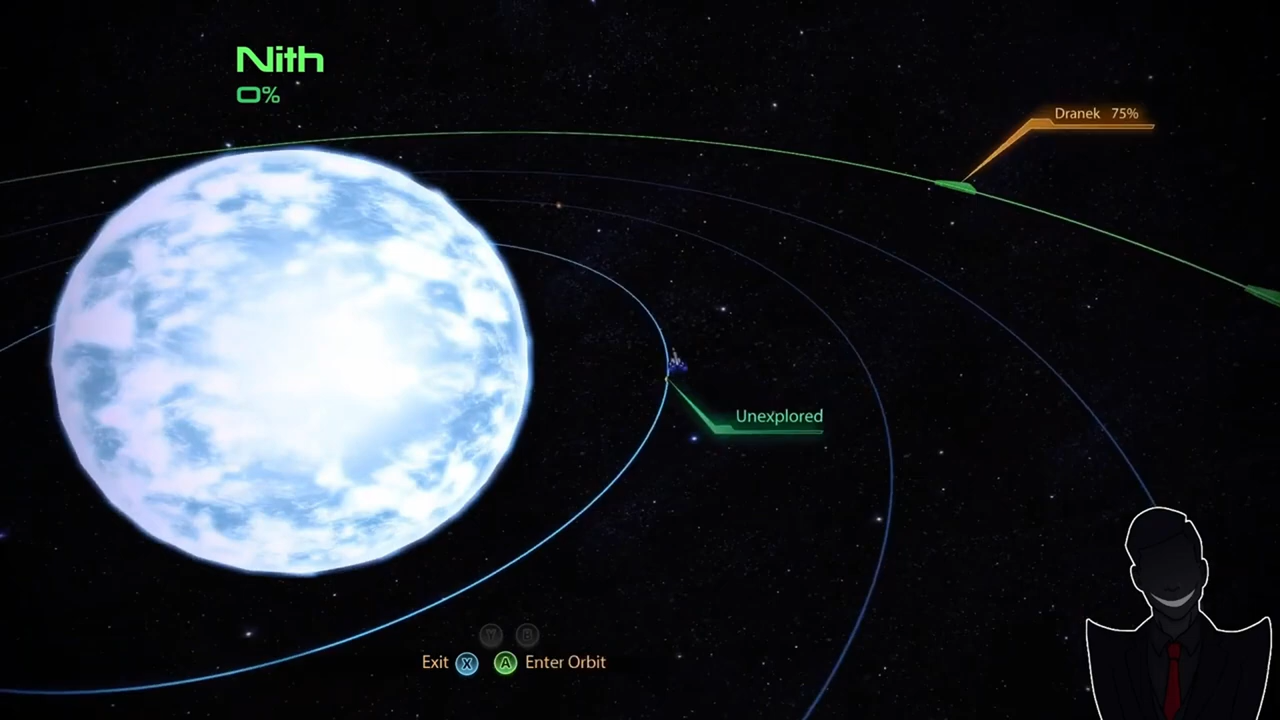 Nith
0%
Dranek 75%
Unexplored
Y B
Exit X A Enter Orbit